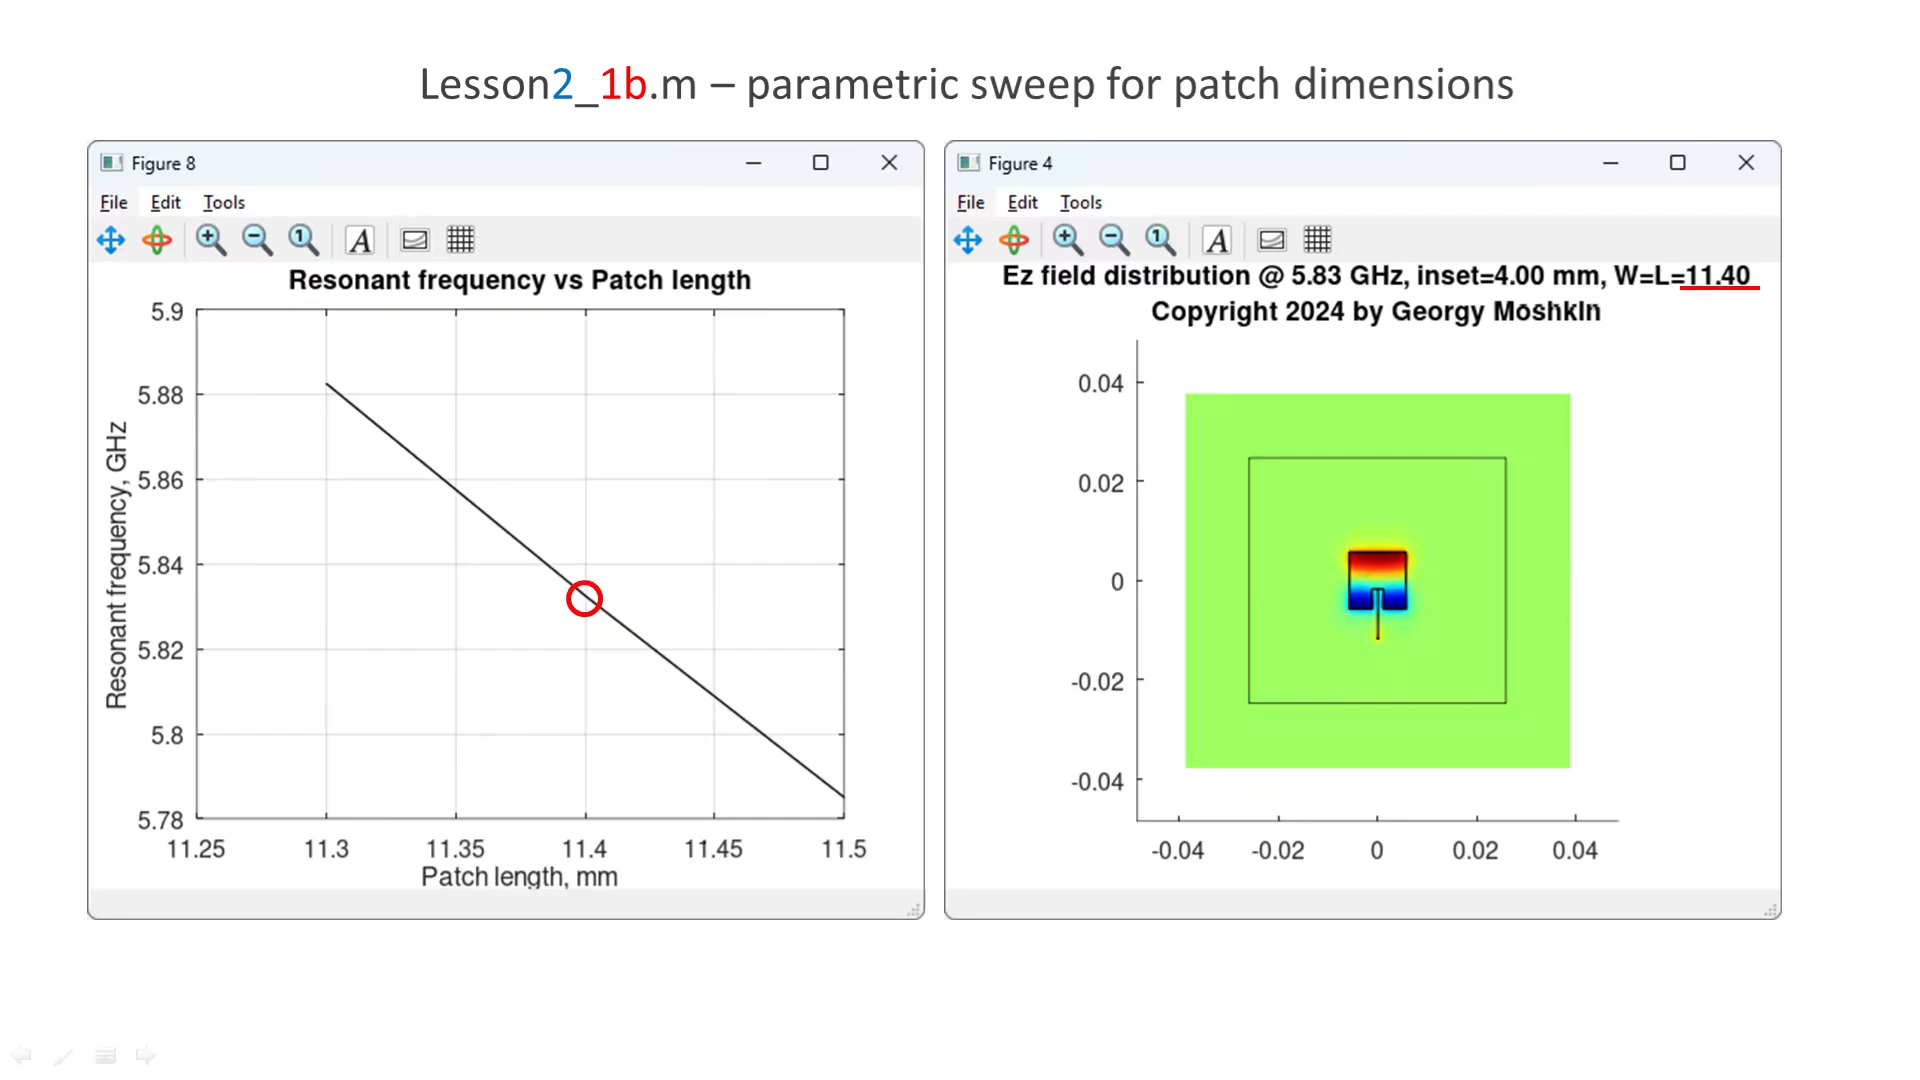 Lesson2_1b.m – parametric sweep for patch dimensions
Figure 8
File Edit Tools
1
A
Resonant frequency vs Patch length
5.9
5.88
5.86
5.84
5.82
5.8
5.78
Resonant frequency, GHz
11.25 11.3 11.35 11.4 11.45 11.5
Patch length, mm
Figure 4
File Edit Tools
1
A
Ez field distribution @ 5.83 GHz, inset=4.00 mm, W=L=11.40
Copyright 2024 by Georgy MoshkIn
0.04
0.02
0
-0.02
-0.04
-0.04 -0.02 0 0.02 0.04